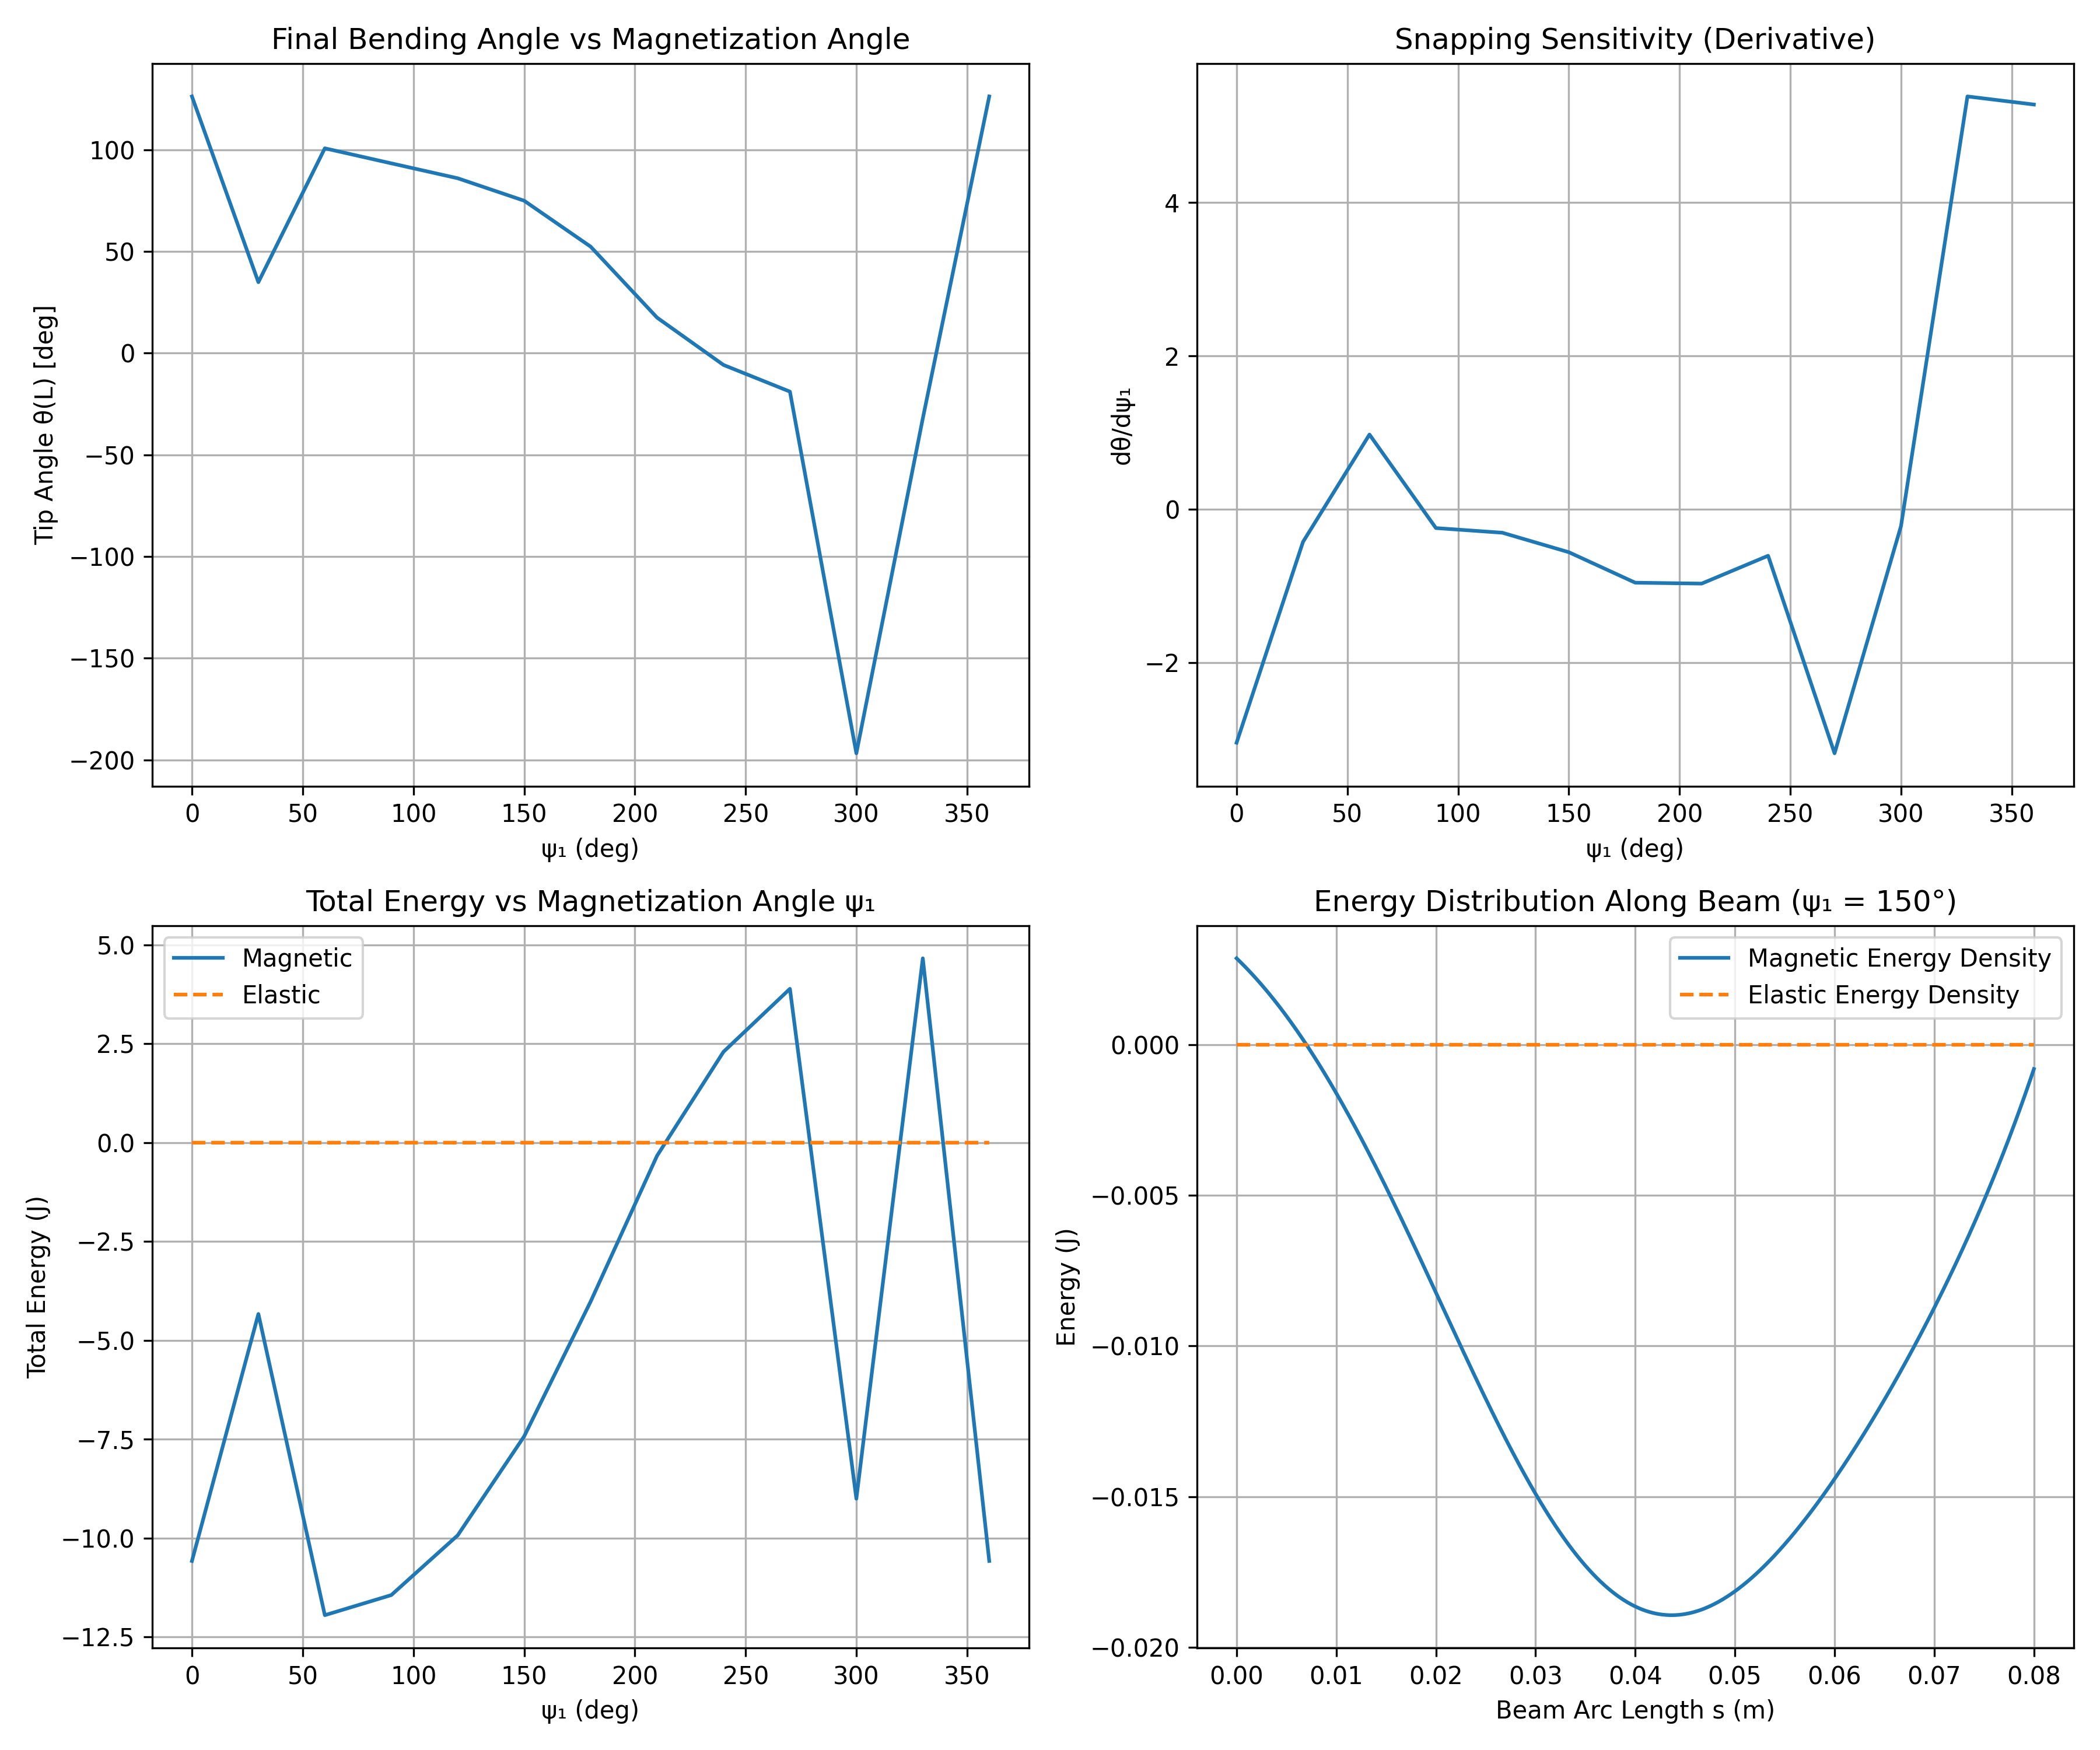 Final Bending Angle vs Magnetization Angle
Tip Angle θ(L) [deg]
100
50
0
−50
−100
−150
−200
0 50 100 150 200 250 300 350
ψ₁ (deg)
Snapping Sensitivity (Derivative)
dθ/dψ₁
4
2
0
−2
0 50 100 150 200 250 300 350
ψ₁ (deg)
Total Energy vs Magnetization Angle ψ₁
Magnetic
Elastic
Total Energy (J)
5.0
2.5
0.0
−2.5
−5.0
−7.5
−10.0
−12.5
0 50 100 150 200 250 300 350
ψ₁ (deg)
Energy Distribution Along Beam (ψ₁ = 150°)
Magnetic Energy Density
Elastic Energy Density
Energy (J)
0.000
−0.005
−0.010
−0.015
−0.020
0.00 0.01 0.02 0.03 0.04 0.05 0.06 0.07 0.08
Beam Arc Length s (m)